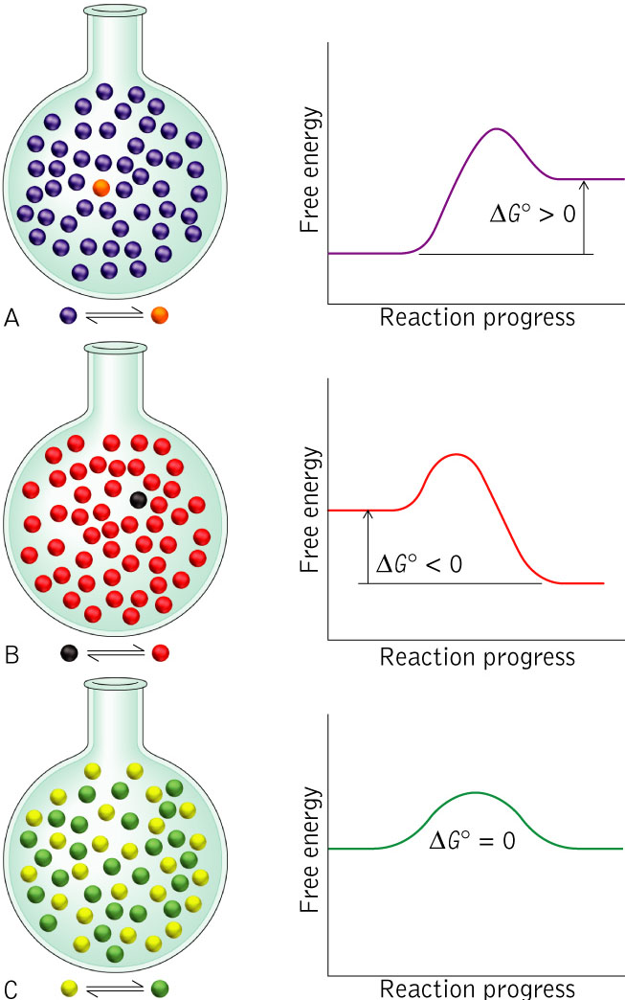 Free energy
ΔG° > 0
A
Reaction progress
Free energy
ΔG° < 0
B
Reaction progress
Free energy
ΔG° = 0
C
Reaction progress